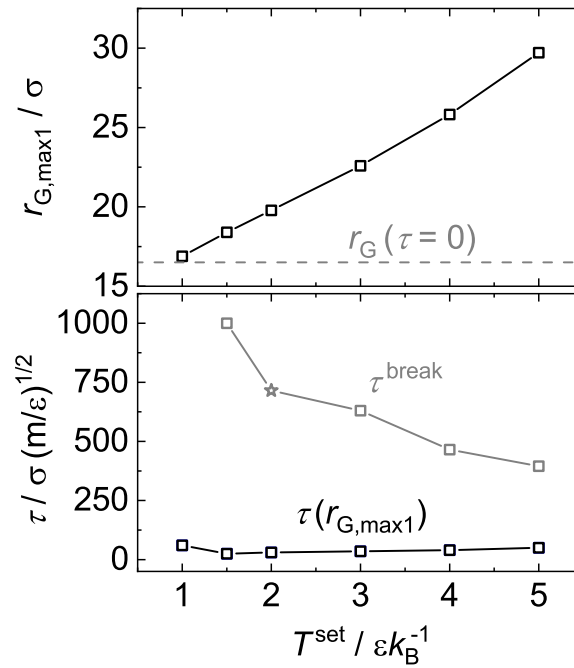 r_G,max1 / σ
30
25
20
15
r_G (τ = 0)
τ / σ (m/ε)^1/2
1000
750
500
250
0
τ^break
τ(r_G,max1)
1 2 3 4 5
T^set / εk_B^-1